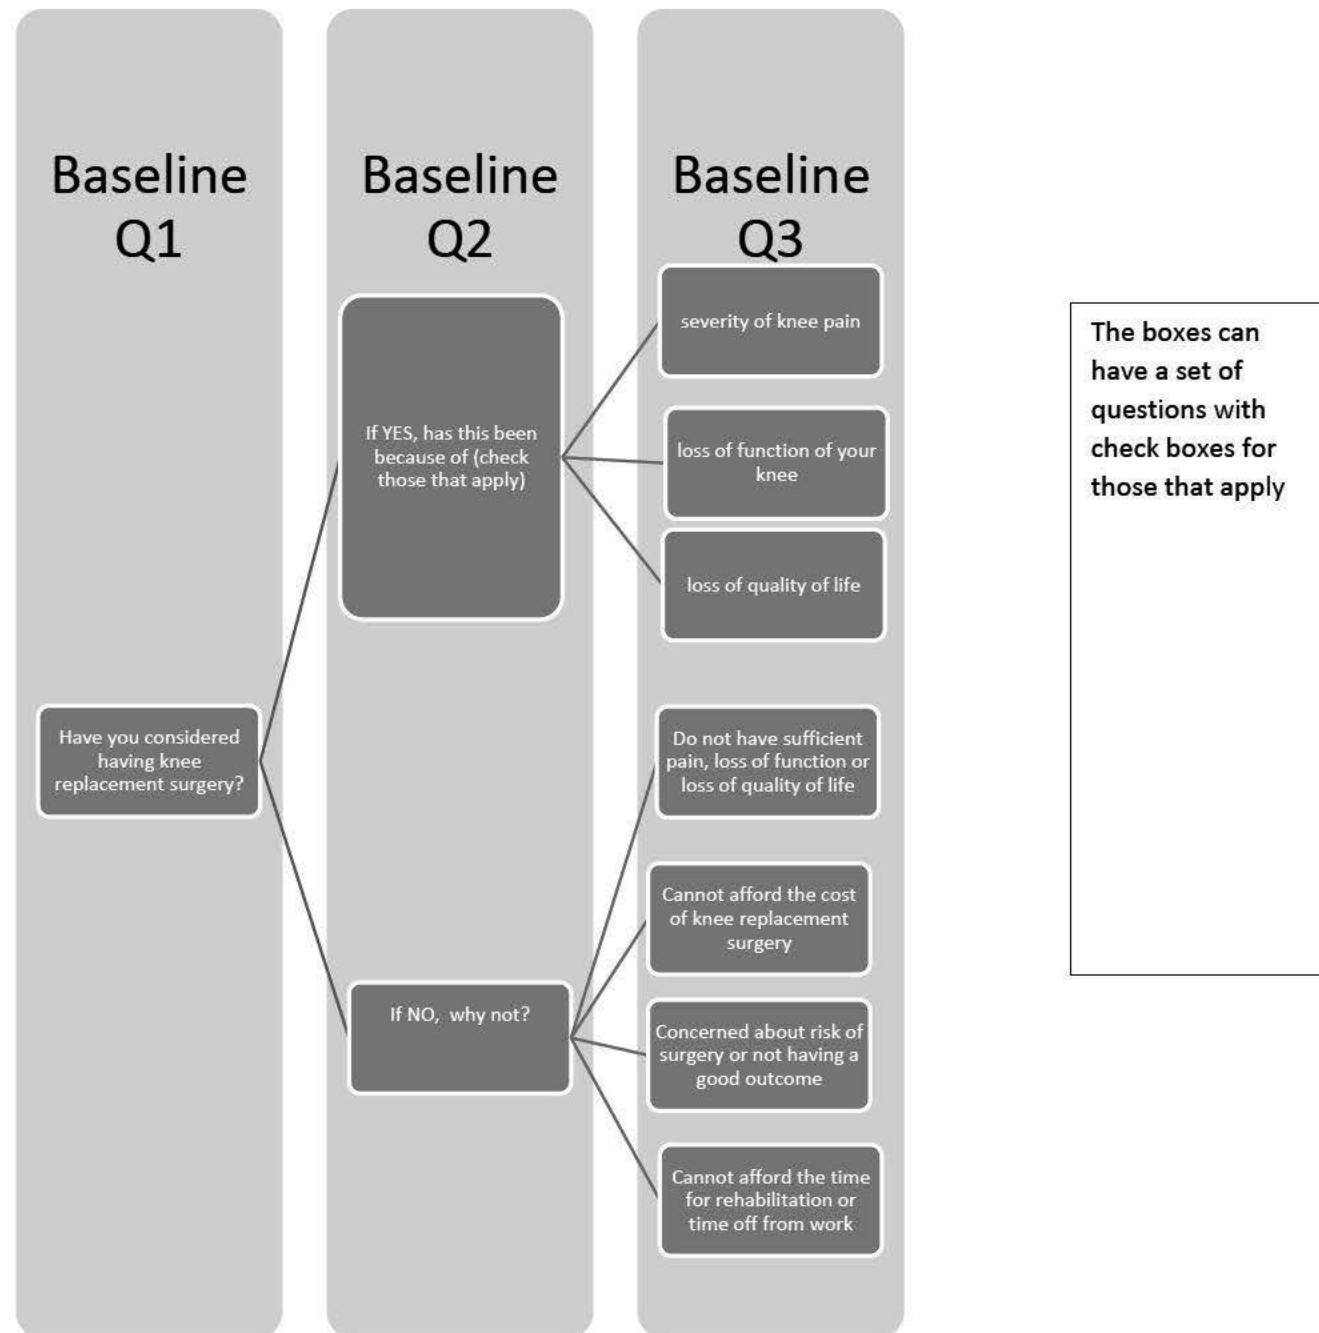 Baseline
Q1
Baseline
Q2
Baseline
Q3
Have you considered
having knee
replacement surgery?
If YES, has this been
because of (check
those that apply)
If NO,  why not?
severity of knee pain
loss of function of your
knee
loss of quality of life
Do not have sufficient
pain, loss of function or
loss of quality of life
Cannot afford the cost
of knee replacement
surgery
Concerned about risk of
surgery or not having a
good outcome
Cannot afford the time
for rehabilitation or
time off from work
The boxes can
have a set of
questions with
check boxes for
those that apply